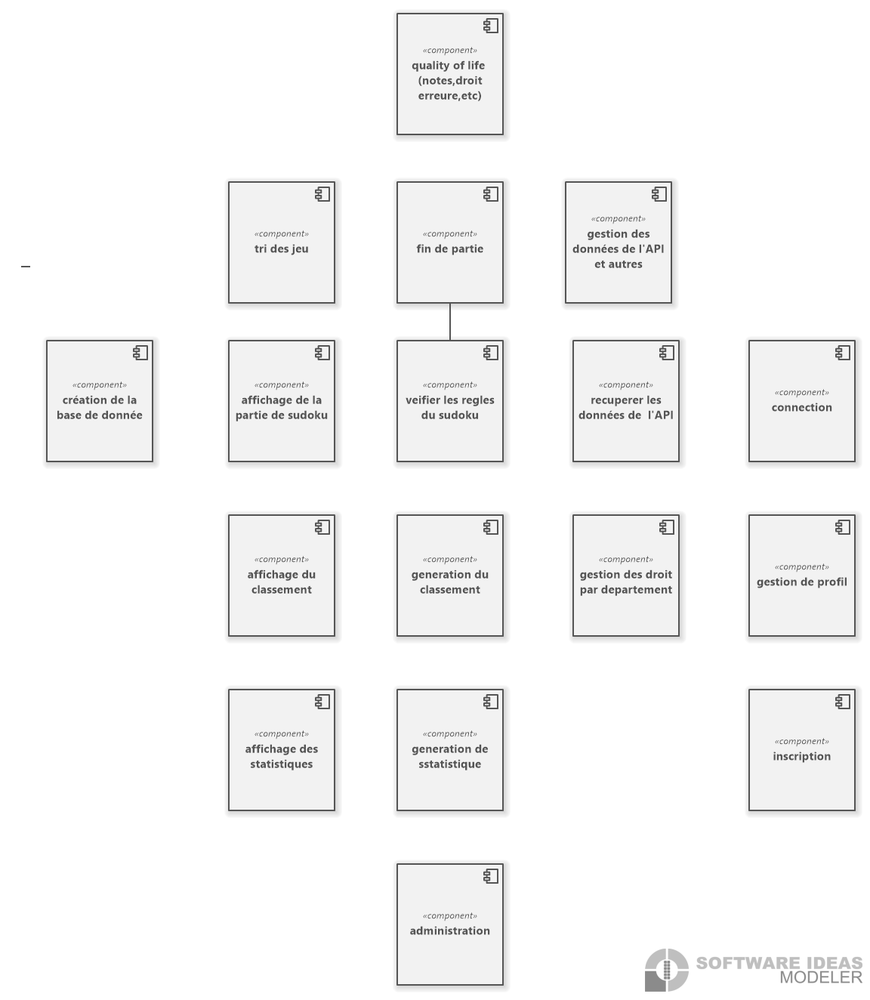 «component»
quality of life
(notes,droit
erreure,etc)
«component»
tri des jeu
«component»
fin de partie
«component»
gestion des
données de l'API
et autres
«component»
création de la
base de donnée
«component»
affichage de la
partie de sudoku
«component»
veifier les regles
du sudoku
«component»
recuperer les
données de  l'API
«component»
connection
«component»
affichage du
classement
«component»
generation du
classement
«component»
gestion des droit
par departement
«component»
gestion de profil
«component»
affichage des
statistiques
«component»
generation de
sstatistique
«component»
inscription
«component»
administration
SOFTWARE IDEAS
MODELER